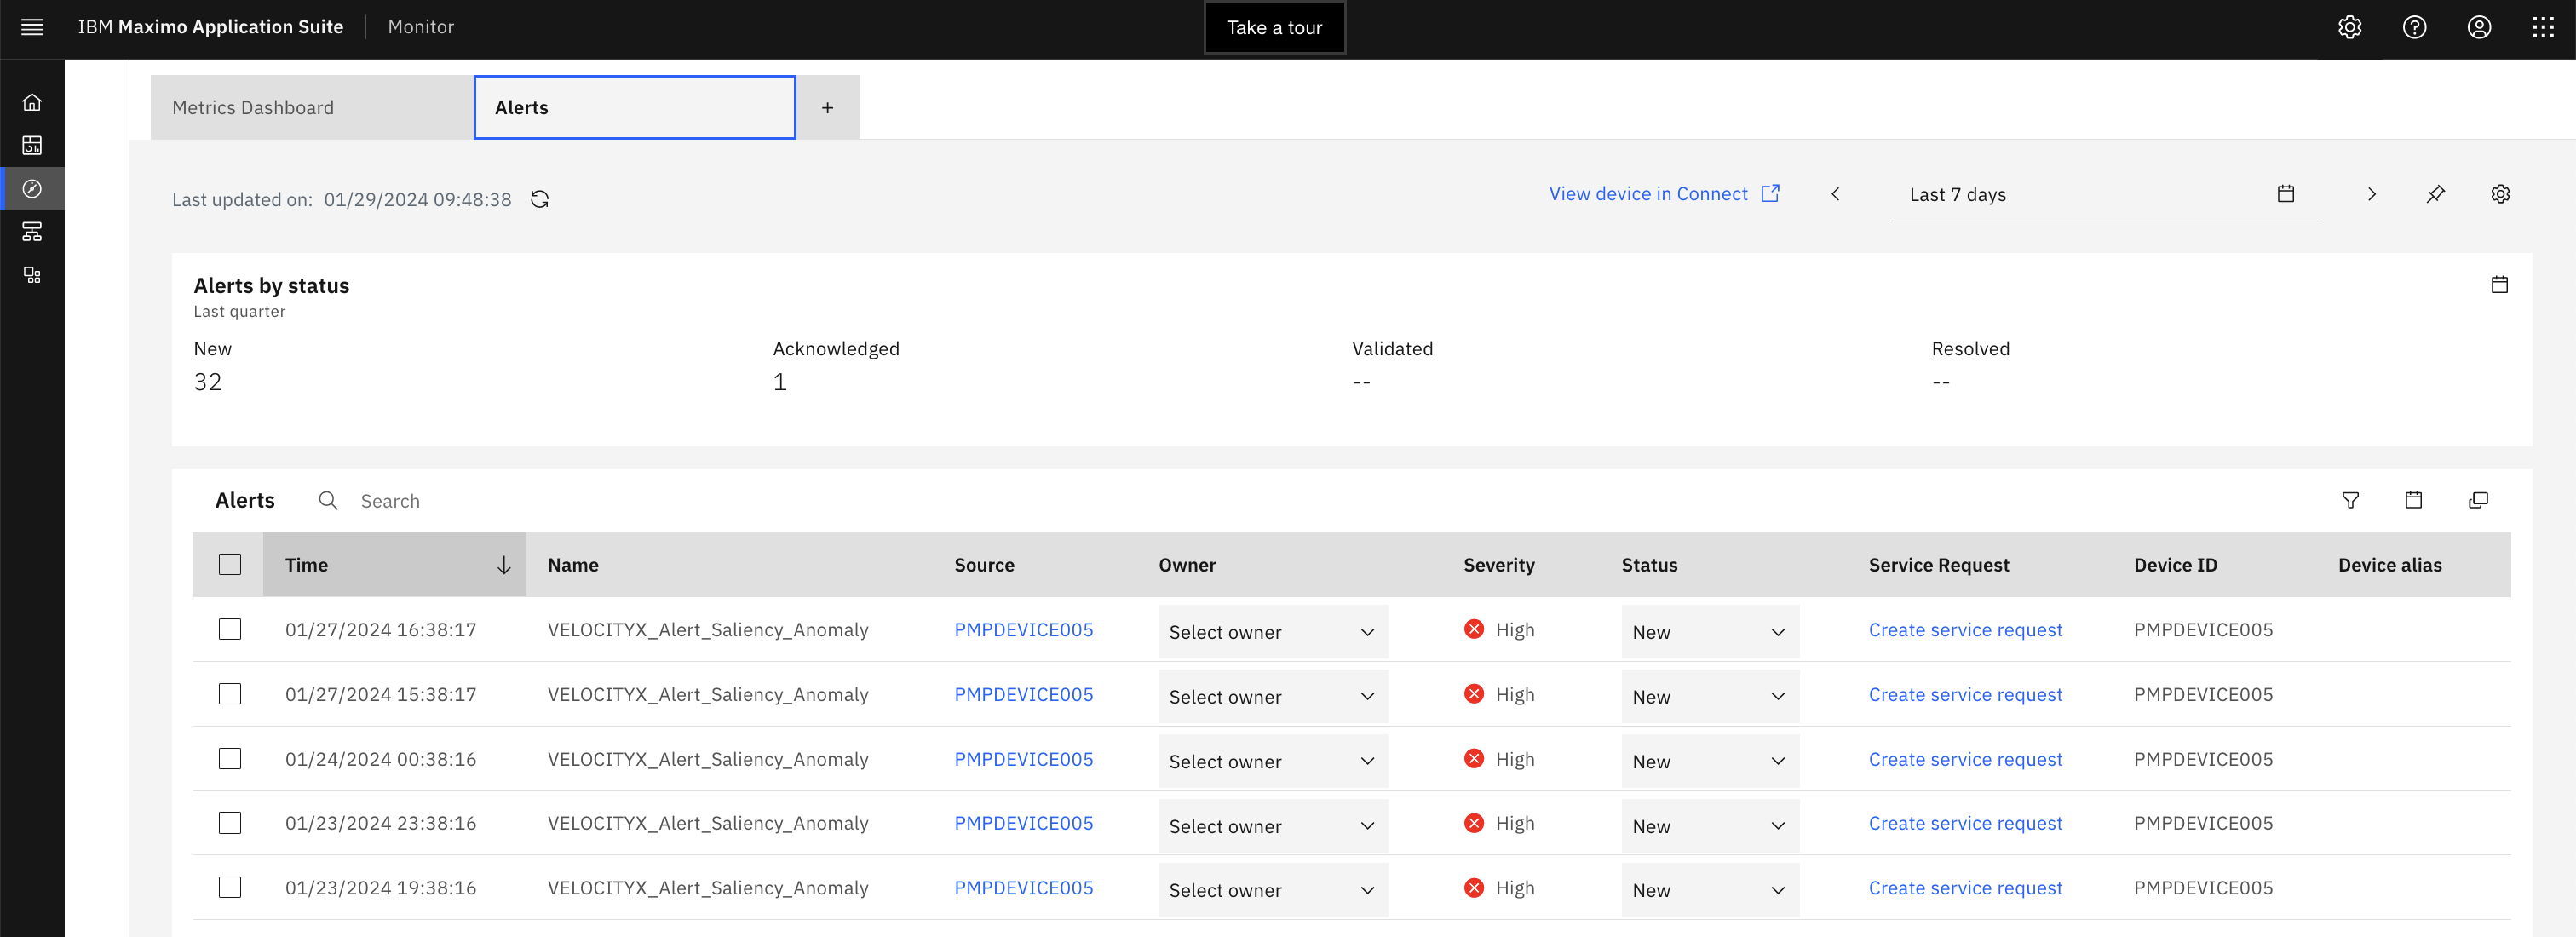 IBM Maximo Application Suite Monitor Take a tour
Metrics Dashboard Alerts +
Last updated on: 01/29/2024 09:48:38 View device in Connect Last 7 days
Alerts by status
Last quarter
New Acknowledged Validated Resolved
32 1 -- --
Alerts Search
Time Name Source Owner Severity Status Service Request Device ID Device alias
01/27/2024 16:38:17 VELOCITYX_Alert_Saliency_Anomaly PMPDEVICE005 Select owner High New Create service request PMPDEVICE005
01/27/2024 15:38:17 VELOCITYX_Alert_Saliency_Anomaly PMPDEVICE005 Select owner High New Create service request PMPDEVICE005
01/24/2024 00:38:16 VELOCITYX_Alert_Saliency_Anomaly PMPDEVICE005 Select owner High New Create service request PMPDEVICE005
01/23/2024 23:38:16 VELOCITYX_Alert_Saliency_Anomaly PMPDEVICE005 Select owner High New Create service request PMPDEVICE005
01/23/2024 19:38:16 VELOCITYX_Alert_Saliency_Anomaly PMPDEVICE005 Select owner High New Create service request PMPDEVICE005